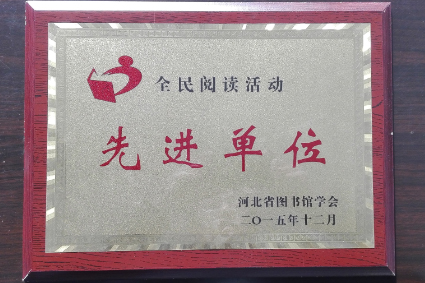 全民阅读活动
先进单位
河北省图书馆学会
二〇一五年十二月